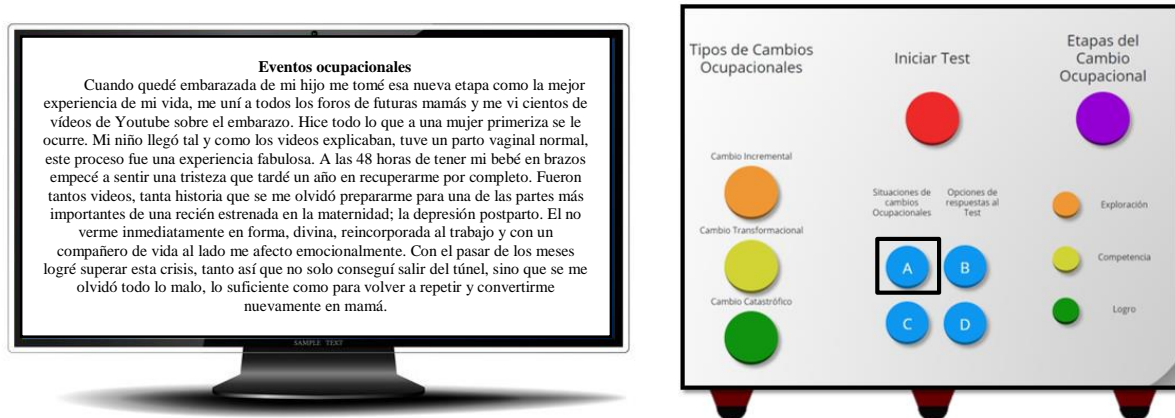 Eventos ocupacionales
Cuando quedé embarazada de mi hijo me tomé esa nueva etapa como la mejor
experiencia de mi vida, me uní a todos los foros de futuras mamás y me vi cientos de
vídeos de Youtube sobre el embarazo. Hice todo lo que a una mujer primeriza se le
ocurre. Mi niño llegó tal y como los videos explicaban, tuve un parto vaginal normal,
este proceso fue una experiencia fabulosa. A las 48 horas de tener mi bebé en brazos
empecé a sentir una tristeza que tardé un año en recuperarme por completo. Fueron
tantos videos, tanta historia que se me olvidó prepararme para una de las partes más
importantes de una recién estrenada en la maternidad; la depresión postparto. El no
verme inmediatamente en forma, divina, reincorporada al trabajo y con un
compañero de vida al lado me afecto emocionalmente. Con el pasar de los meses
logré superar esta crisis, tanto así que no solo conseguí salir del túnel, sino que se me
olvidó todo lo malo, lo suficiente como para volver a repetir y convertirme
nuevamente en mamá.
SAMPLE TEXT
Tipos de Cambios
Ocupacionales
Cambio Incremental
Cambio Transformacional
Cambio Catastrófico
Iniciar Test
Situaciones de
cambios
Ocupacionales
Opciones de
respuestas al
Test
A
B
C
D
Etapas del
Cambio
Ocupacional
Exploración
Competencia
Logro